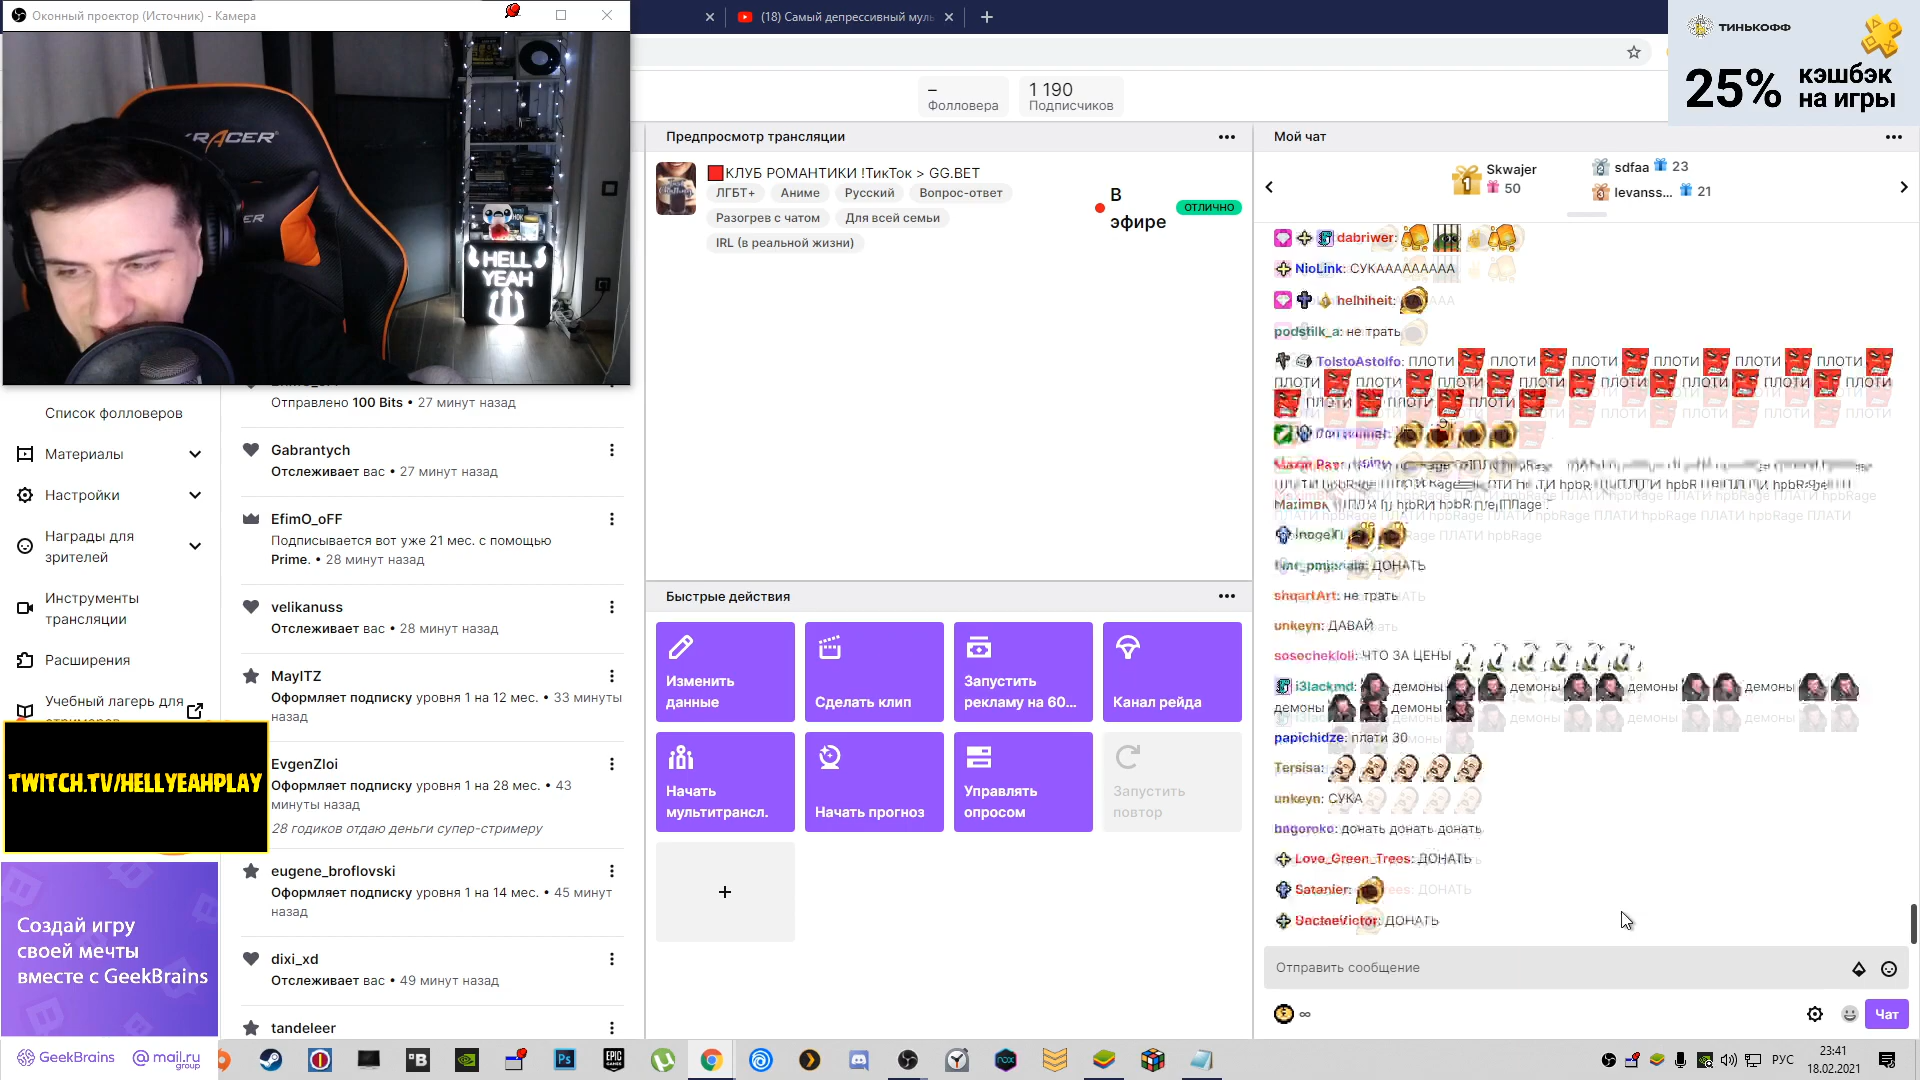 Оконный проектор (Источник) - Камера
(18) Самый депрессивный муль
RACER
HELL
YEAH
ТИНЬКОФФ
25% кэшбэк
на игры
–
Фолловера
1 190
Подписчиков
Предпросмотр трансляции
КЛУБ РОМАНТИКИ !ТикТок > GG.BET
ЛГБТ+
Аниме
Русский
Вопрос-ответ
Разогрев с чатом
Для всей семьи
IRL (в реальной жизни)
В
эфире
ОТЛИЧНО
Список фолловеров
Материалы
Настройки
Награды для
зрителей
Инструменты
трансляции
Расширения
Учебный лагерь для
TWITCH.TV/HELLYEAHPLAY
Создай игру
своей мечты
вместе с GeekBrains
GeekBrains
@mail.ru
group
Отправлено 100 Bits • 27 минут назад
Gabrantych
Отслеживает вас • 27 минут назад
EfimO_oFF
Подписывается вот уже 21 мес. с помощью
Prime. • 28 минут назад
velikanuss
Отслеживает вас • 28 минут назад
MayITZ
Оформляет подписку уровня 1 на 12 мес. • 33 минуты
назад
EvgenZloi
Оформляет подписку уровня 1 на 28 мес. • 43
минуты назад
28 годиков отдаю деньги супер-стримеру
eugene_broflovski
Оформляет подписку уровня 1 на 14 мес. • 45 минут
назад
dixi_xd
Отслеживает вас • 49 минут назад
tandeleer
Быстрые действия
Изменить
данные
Сделать клип
Запустить
рекламу на 60...
Канал рейда
Начать
мультитрансл.
Начать прогноз
Управлять
опросом
Запустить
повтор
Мой чат
1
Skwajer
50
2
sdfaa 23
3
levanss... 21
dabriwer:
NioLink: СУКААААААААА
helhiheit:
podstilk_a: не трать
TolstoAstolfo: ПЛОТИ ПЛОТИ ПЛОТИ ПЛОТИ ПЛОТИ ПЛОТИ
ПЛОТИ ПЛОТИ ПЛОТИ ПЛОТИ ПЛОТИ ПЛОТИ ПЛОТИ ПЛОТИ
ПЛОТИ ПЛОТИ ПЛОТИ
ДОНАТЬ
shqartArt: не трать
unkeyn: ДАВАЙ
sosochekloli: ЧТО ЗА ЦЕНЫ
i3lackmd: демоны демоны демоны демоны
демоны демоны
papichidze: плати 30
Tersisa:
unkeyn: СУКА
bagoroko: дочать донать донать
Love_Green_Trees: ДОНАТЬ
Satanier:
ДОНАТЬ
Отправить сообщение
∞
Чат
РУС
23:41
18.02.2021